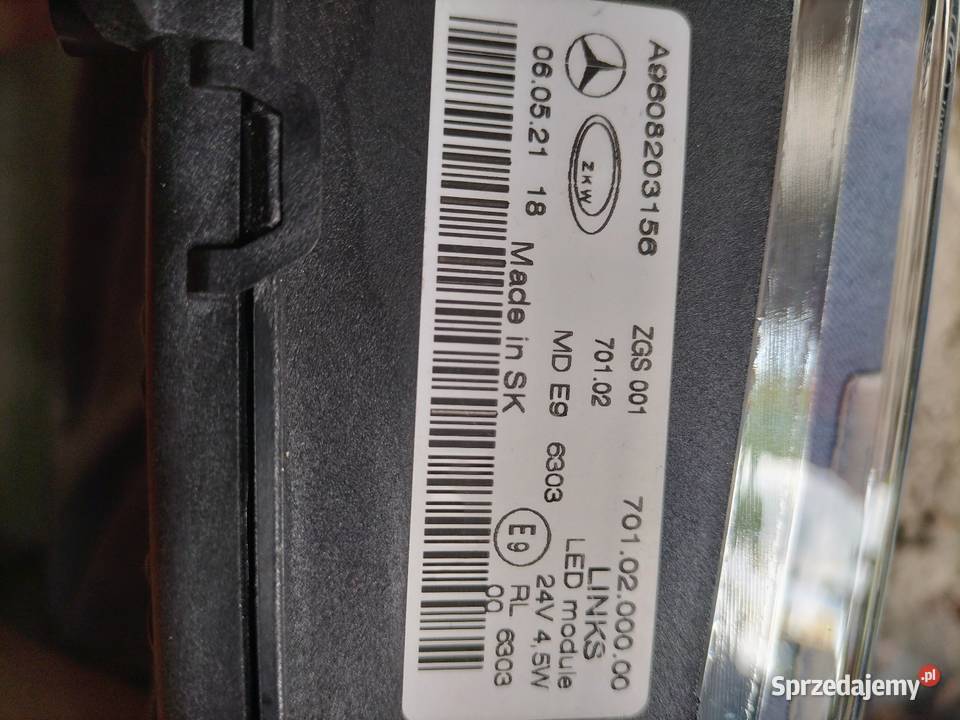 A9608203156 ZGS 001 701.02.000.00
ZKW 701.02 LINKS
MD E9 6303 LED module
24V 4,5W
06.05.21 18 Made in SK E9 RL 6303
00
Sprzedajemy.pl